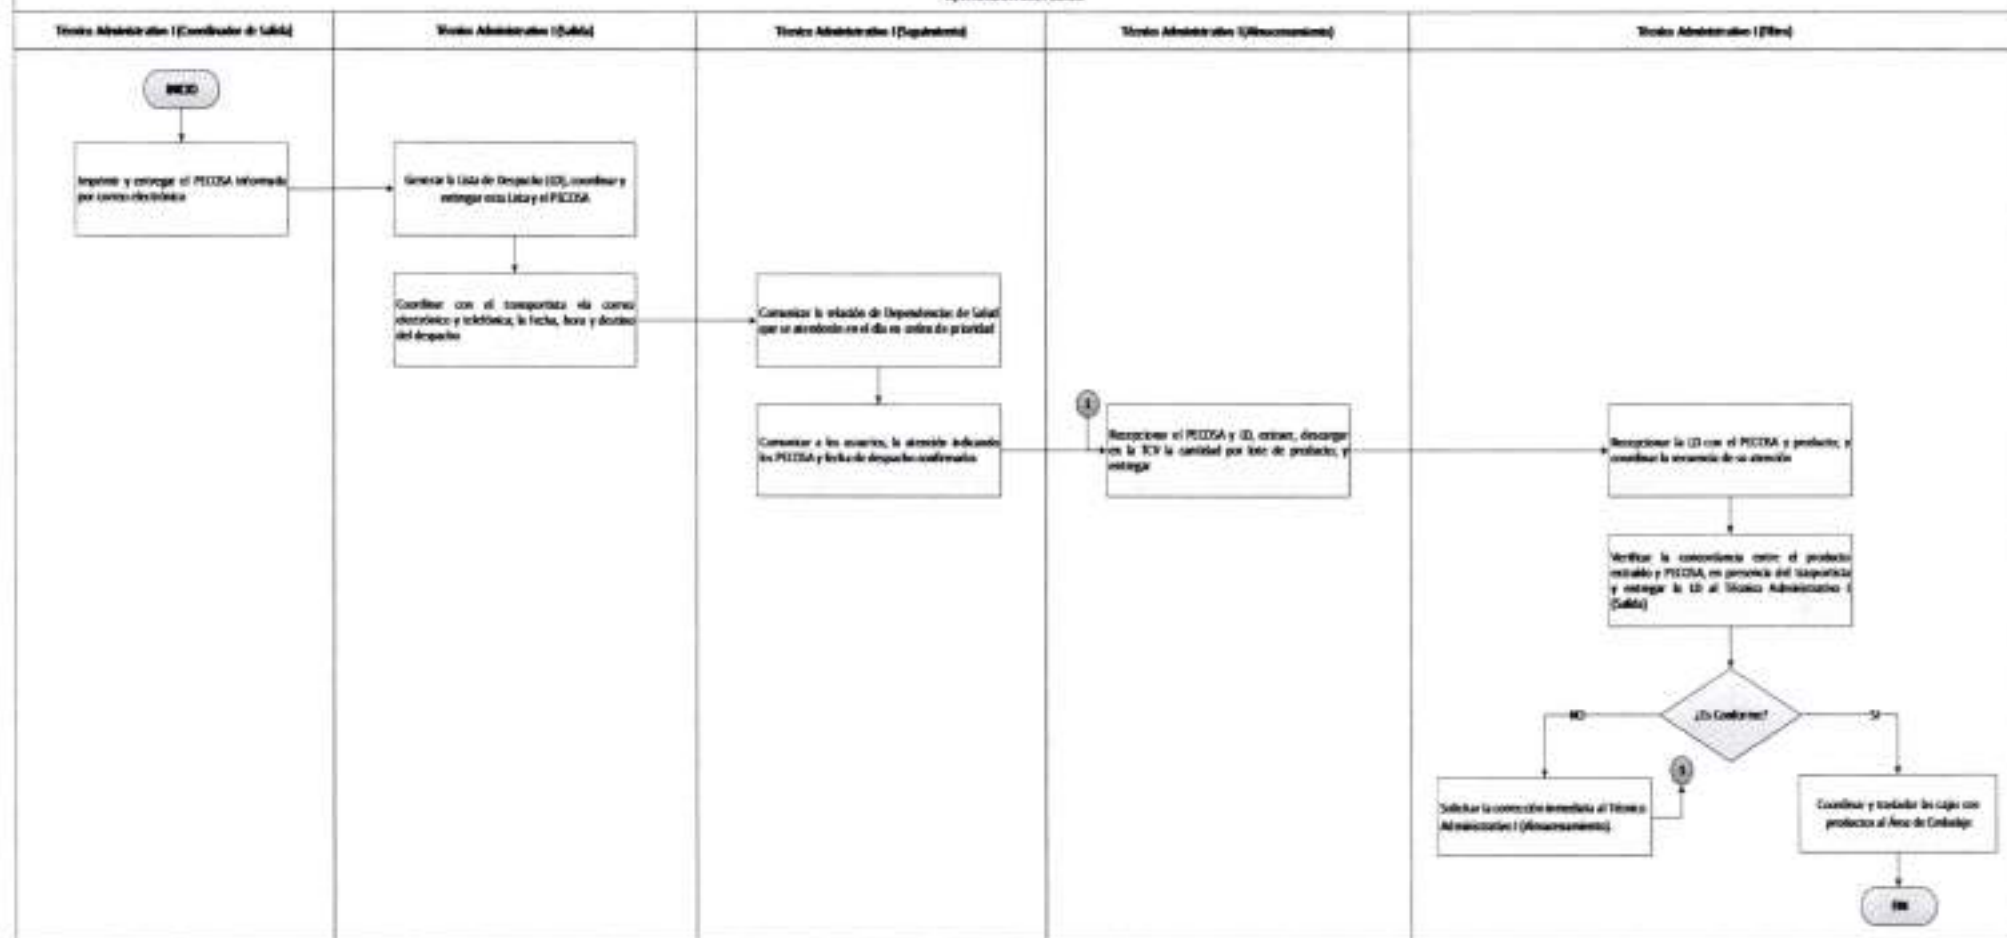 Técnico Administrativo I (Coordinador de Salida)
Técnico Administrativo I (Salida)
Técnico Administrativo I (Seguimiento)
Técnico Administrativo I (Almacenamiento)
Técnico Administrativo I (Filtro)
INICIO
Imprimir y entregar el PECOSA informado
por correo electrónico
Generar la Lista de Despacho (LD), coordinar y
entregar esta Lista y el PECOSA
Coordinar con el transportista vía correo
electrónico y telefónica; la fecha, hora y destino
del despacho
Comunicar la relación de Dependencias de Salud
que se atenderán en el día en orden de prioridad
Comunicar a los usuarios, la atención indicando
los PECOSA y fecha de despacho confirmados
1
Recepcionar el PECOSA y LD, extraer, descargar
en la TCV la cantidad por lote de producto, y
entregar
Recepcionar la LD con el PECOSA y producto; y
coordinar la secuencia de su atención
Verificar la concordancia entre el producto
extraído y PECOSA, en presencia del trasportista
y entregar la LD al Técnico Administrativo I
(Salida)
¿Es Conforme?
NO
SI
1
Solicitar la corrección inmediata al Técnico
Administrativo I (Almacenamiento).
Coordinar y trasladar las cajas con
productos al Área de Embalaje
FIN